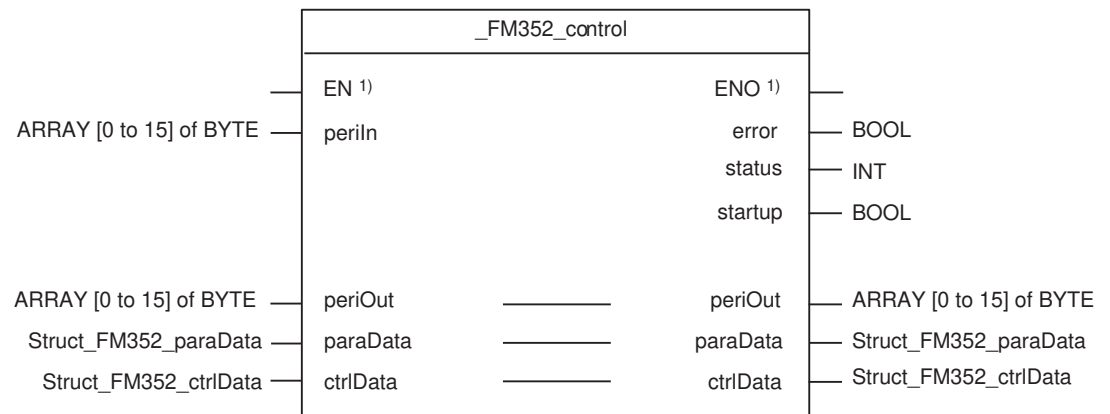 _FM352_control
EN 1) ENO 1)
ARRAY [0 to 15] of BYTE periIn error BOOL
status INT
startup BOOL
ARRAY [0 to 15] of BYTE periOut periOut ARRAY [0 to 15] of BYTE
Struct_FM352_paraData paraData paraData Struct_FM352_paraData
Struct_FM352_ctrlData ctrlData ctrlData Struct_FM352_ctrlData